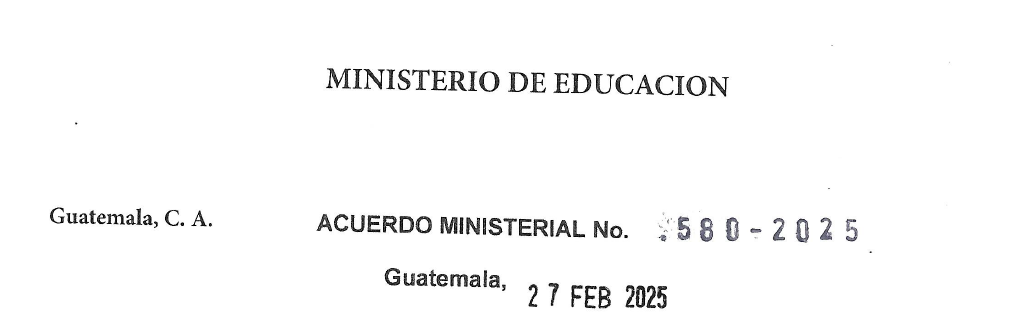 MINISTERIO DE EDUCACION
Guatemala, C. A.
ACUERDO MINISTERIAL No. 580-2025
Guatemala, 27 FEB 2025